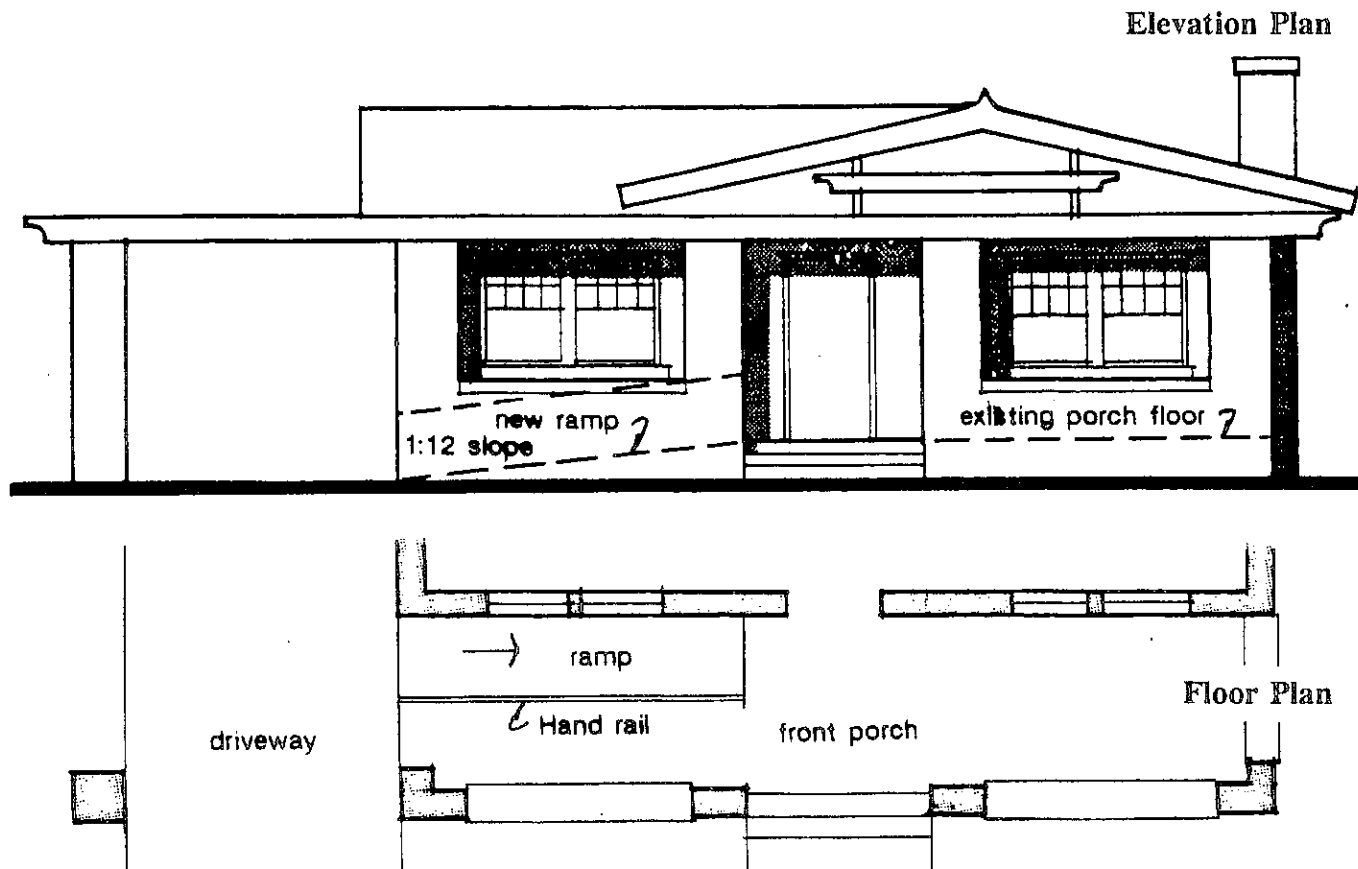 Elevation Plan
new ramp
1:12 slope
existing porch floor
ramp
Floor Plan
Hand rail
front porch
driveway